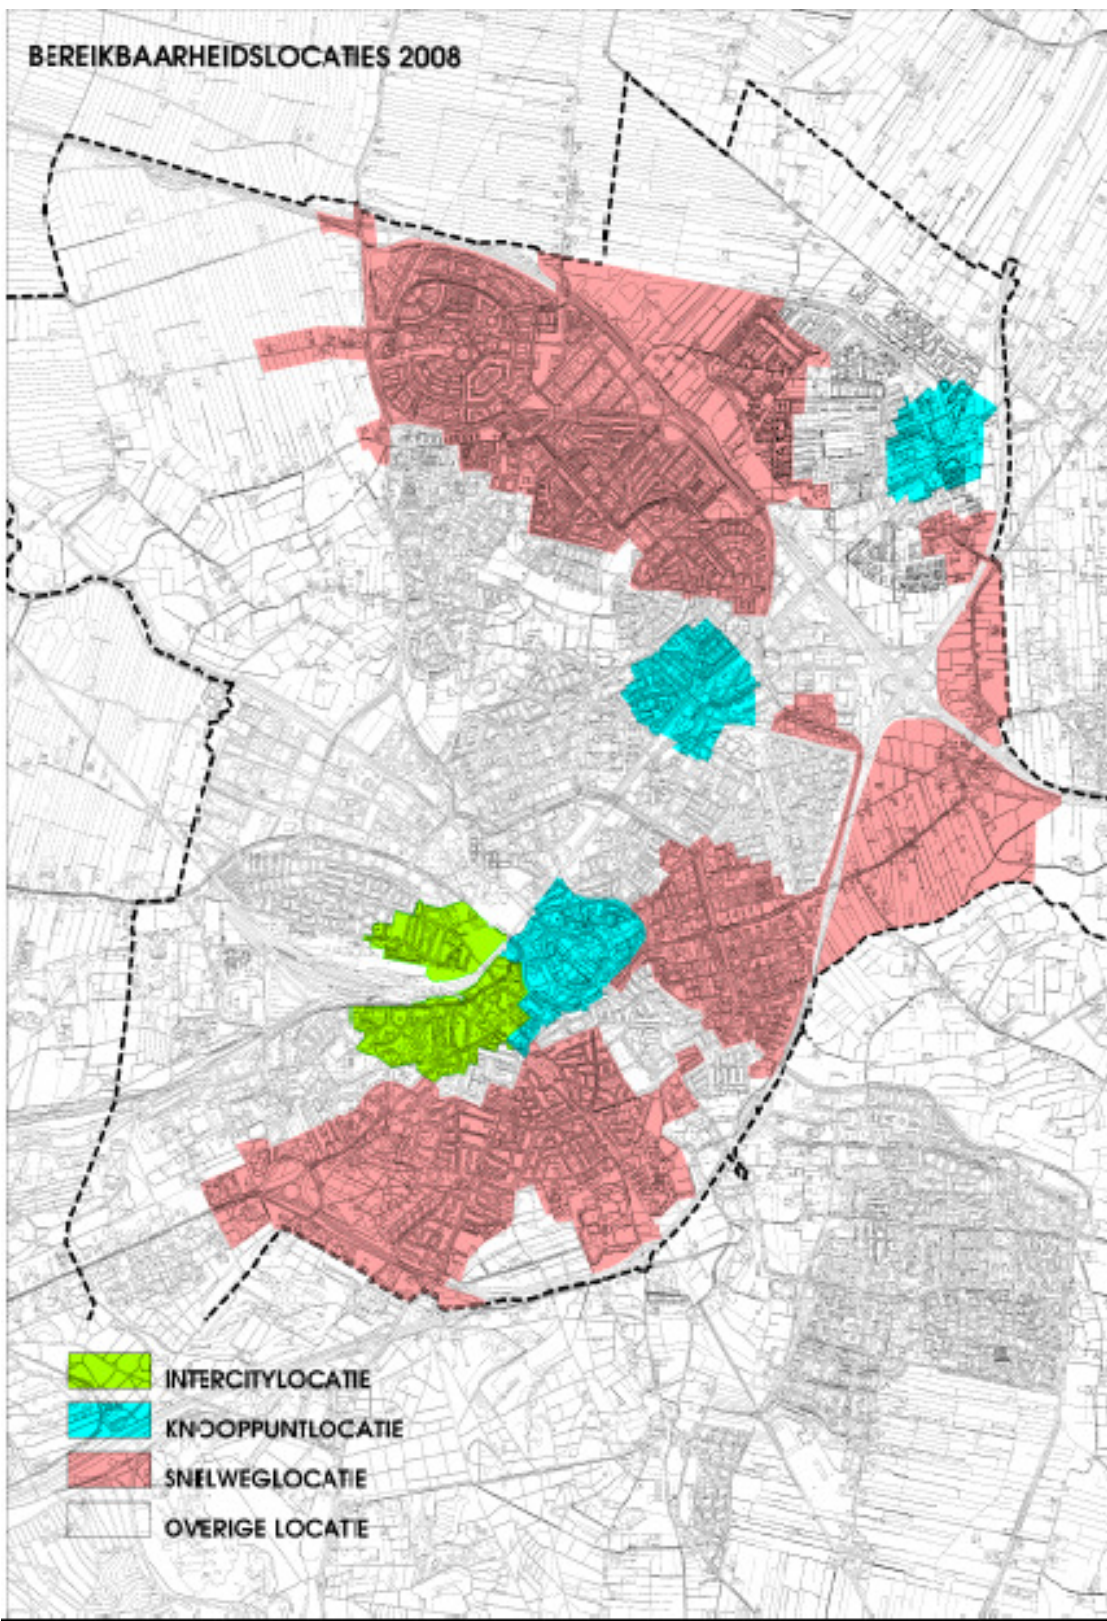 BEREIKBAARHEIDSLOCATIES 2008
INTERCITYLOCATIE
KNOOPPUNTLOCATIE
SNELWEGLOCATIE
OVERIGE LOCATIE